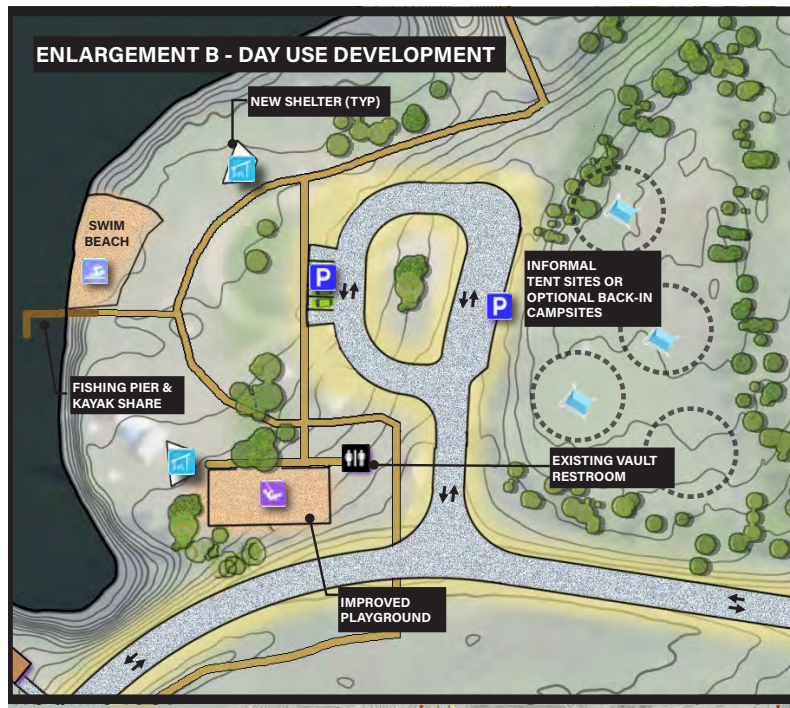 ENLARGEMENT B - DAY USE DEVELOPMENT
NEW SHELTER (TYP)
SWIM
BEACH
P
P
INFORMAL
TENT SITES OR
OPTIONAL BACK-IN
CAMPSITES
FISHING PIER &
KAYAK SHARE
EXISTING VAULT
RESTROOM
IMPROVED
PLAYGROUND